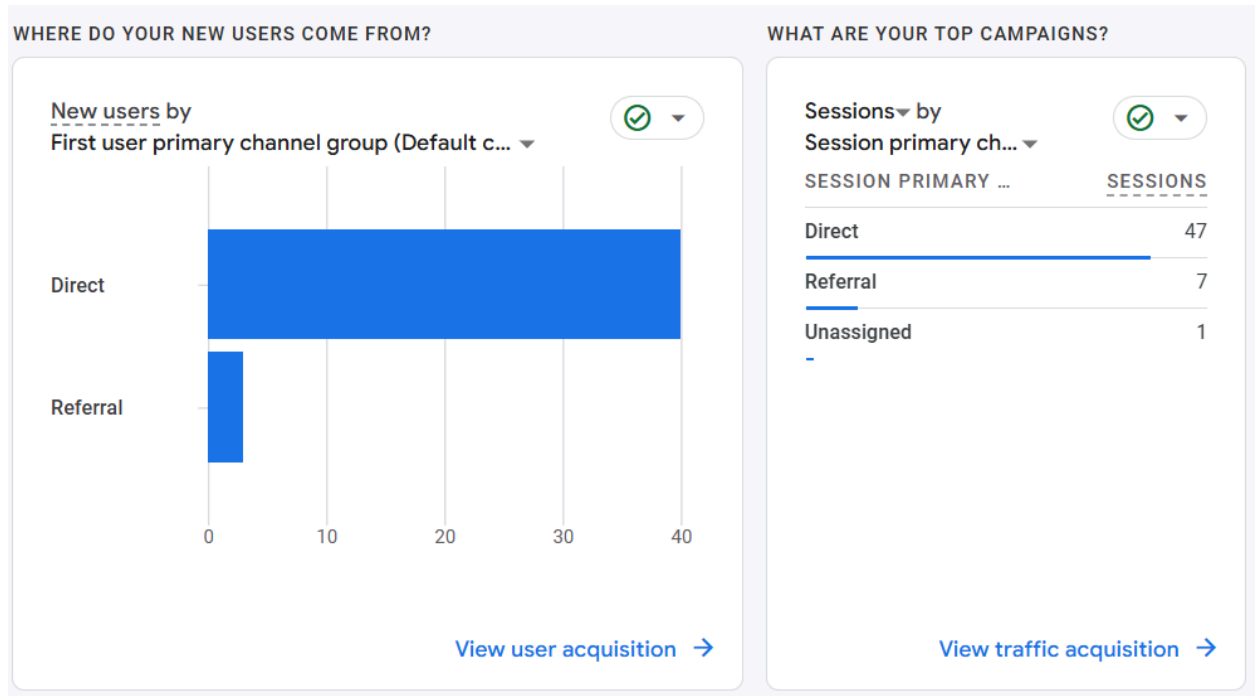 WHERE DO YOUR NEW USERS COME FROM?
New users by
First user primary channel group (Default c...
Direct
Referral
0 10 20 30 40
View user acquisition
WHAT ARE YOUR TOP CAMPAIGNS?
Sessions by
Session primary ch...
SESSION PRIMARY ... SESSIONS
Direct 47
Referral 7
Unassigned 1
View traffic acquisition